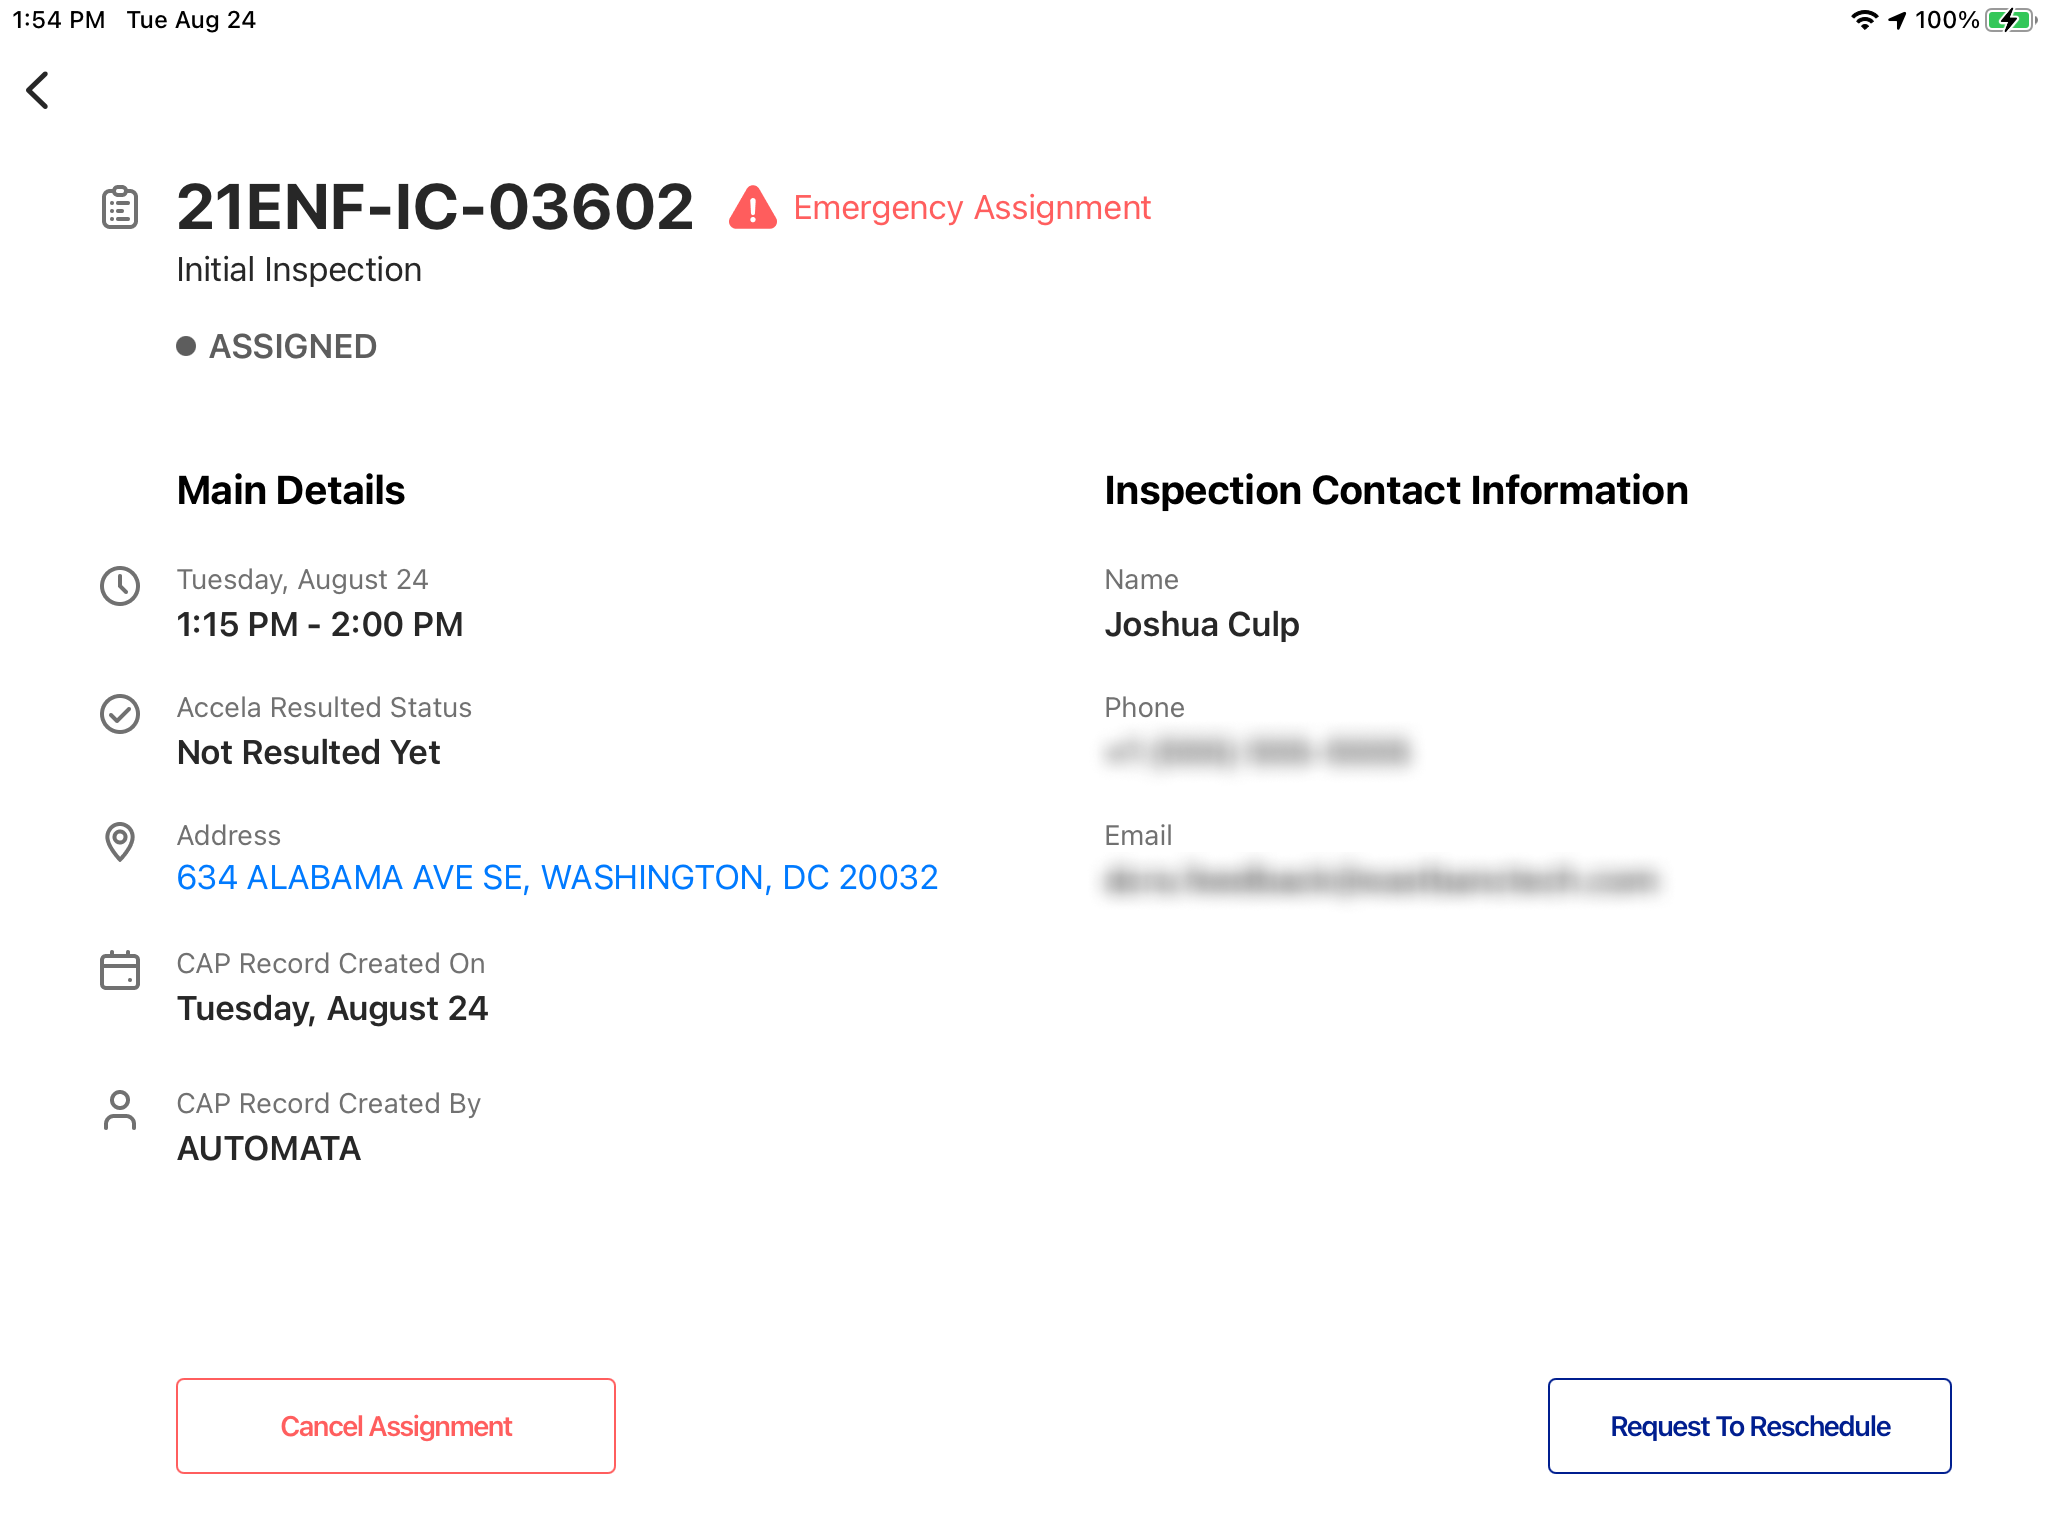 1:54 PM Tue Aug 24
100%
21ENF-IC-03602
Emergency Assignment
Initial Inspection
ASSIGNED
Main Details
Tuesday, August 24
1:15 PM - 2:00 PM
Accela Resulted Status
Not Resulted Yet
Address
634 ALABAMA AVE SE, WASHINGTON, DC 20032
CAP Record Created On
Tuesday, August 24
CAP Record Created By
AUTOMATA
Inspection Contact Information
Name
Joshua Culp
Phone
Email
Cancel Assignment
Request To Reschedule